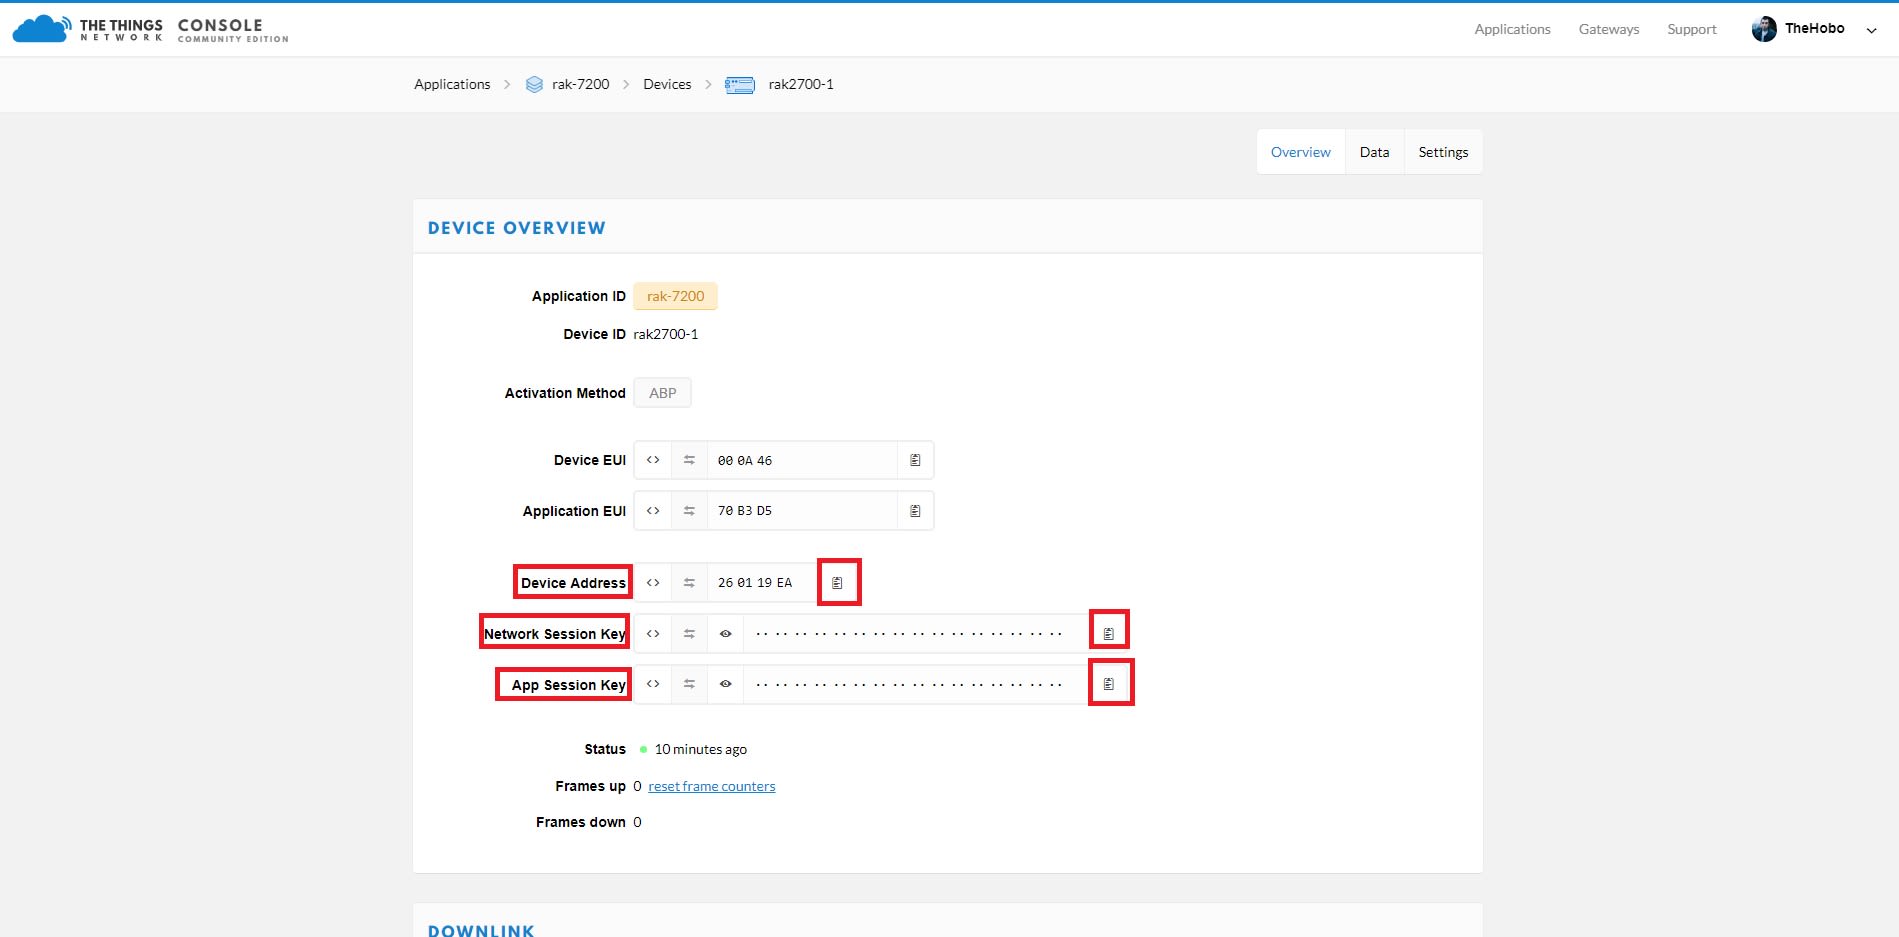 THE THINGS CONSOLE
NETWORK COMMUNITY EDITION
Applications Gateways Support TheHobo
Applications > rak-7200 > Devices > rak2700-1
Overview Data Settings
DEVICE OVERVIEW
Application ID rak-7200
Device ID rak2700-1
Activation Method ABP
Device EUI <> 00 0A 46
Application EUI <> 70 B3 D5
Device Address <> 26 01 19 EA
Network Session Key <>
App Session Key <>
Status 10 minutes ago
Frames up 0 reset frame counters
Frames down 0
DOWNLINK